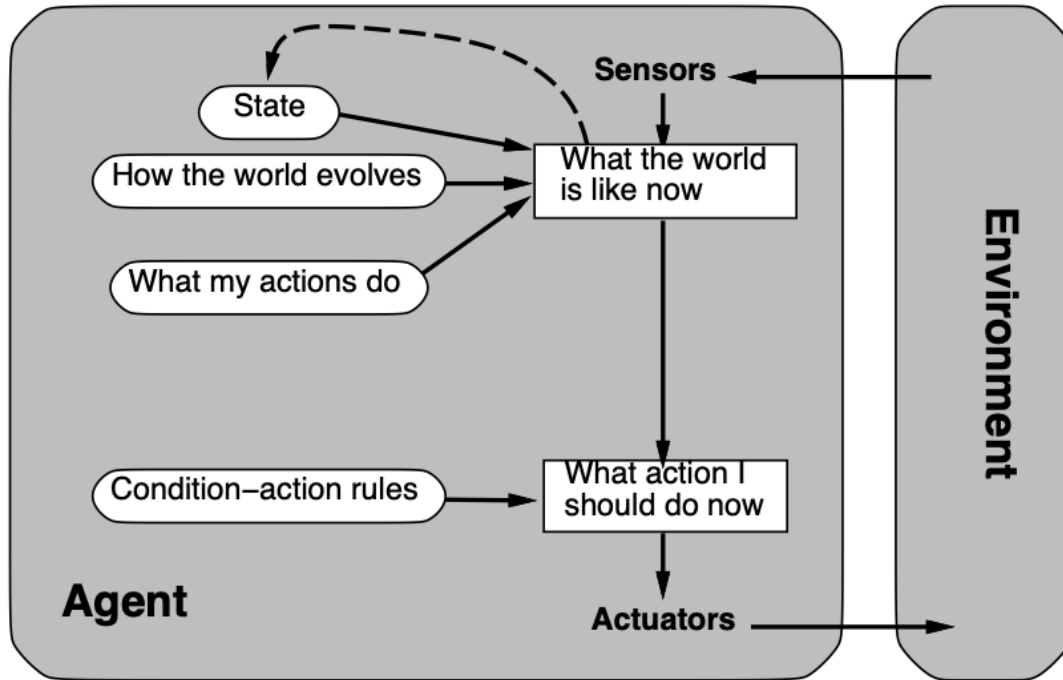 Sensors
State
What the world
is like now
How the world evolves
What my actions do
Environment
Condition−action rules
What action I
should do now
Agent
Actuators